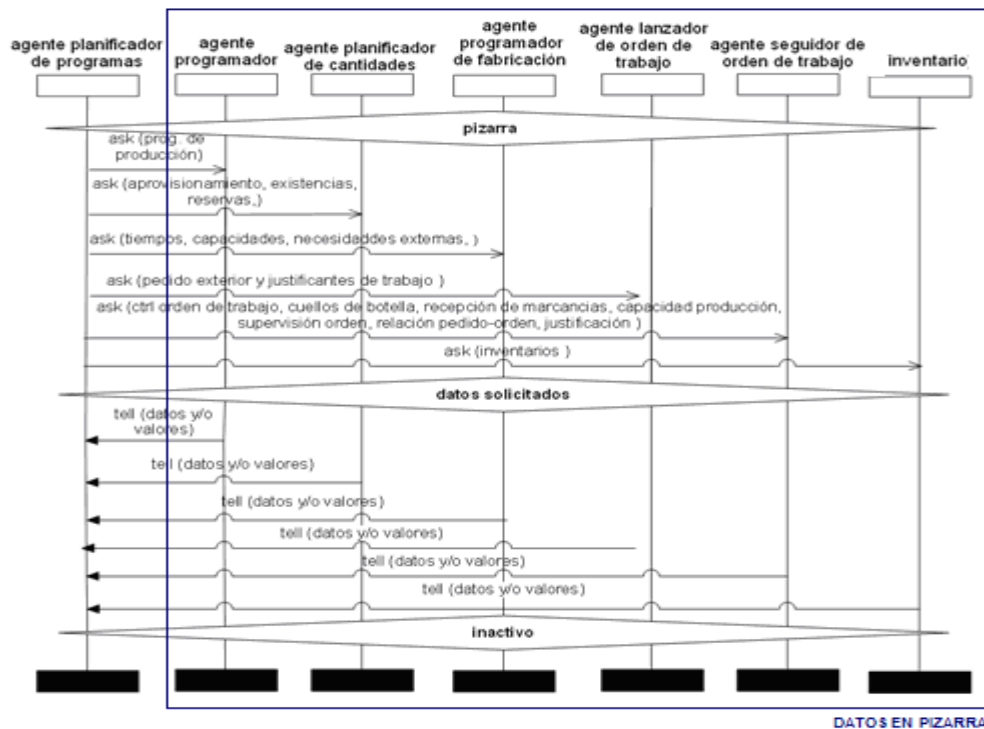 agente planificador
de programas
agente
programador
agente planificador
de cantidades
agente
programador
de fabricación
agente lanzador
de orden de
trabajo
agente seguidor de
orden de trabajo
inventario
pizarra
ask (prog. de
producción)
ask (aprovisionamiento, existencias,
reservas,)
ask (tiempos, capacidades, necesidaddes externas, )
ask (pedido exterior y justificantes de trabajo )
ask (ctrl orden de trabajo, cuellos de botella, recepción de marcancias, capacidad producción,
supervisión orden, relación pedido-orden, justificación )
ask (inventarios )
datos solicitados
tell (datos y/o
valores)
tell (datos y/o valores)
tell (datos y/o valores)
tell (datos y/o valores)
tell (datos y/o valores)
tell (datos y/o valores)
inactivo
DATOS EN PIZARRA